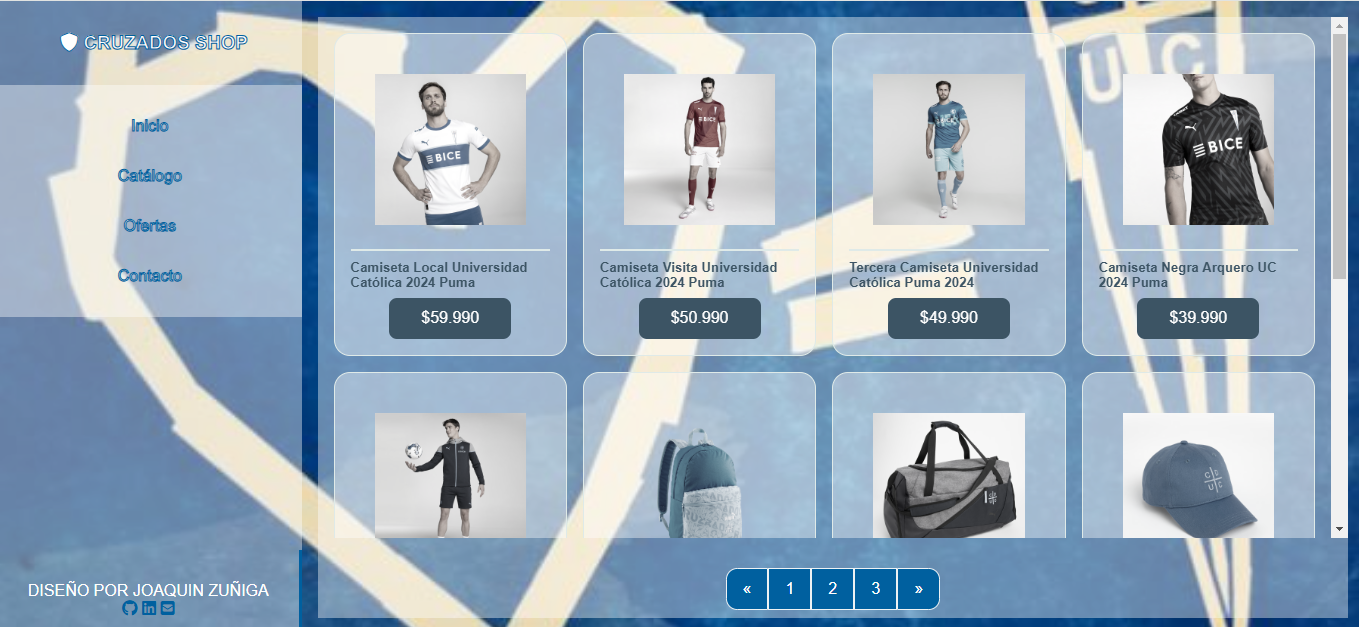 CRUZADOS SHOP
Inicio
Catálogo
Ofertas
Contacto
BICE
BICE
BICE
Camiseta Local Universidad
Católica 2024 Puma
$59.990
Camiseta Visita Universidad
Católica 2024 Puma
$50.990
Tercera Camiseta Universidad
Católica Puma 2024
$49.990
Camiseta Negra Arquero UC
2024 Puma
$39.990
U C
« 1 2 3 »
DISEÑO POR JOAQUIN ZUÑIGA